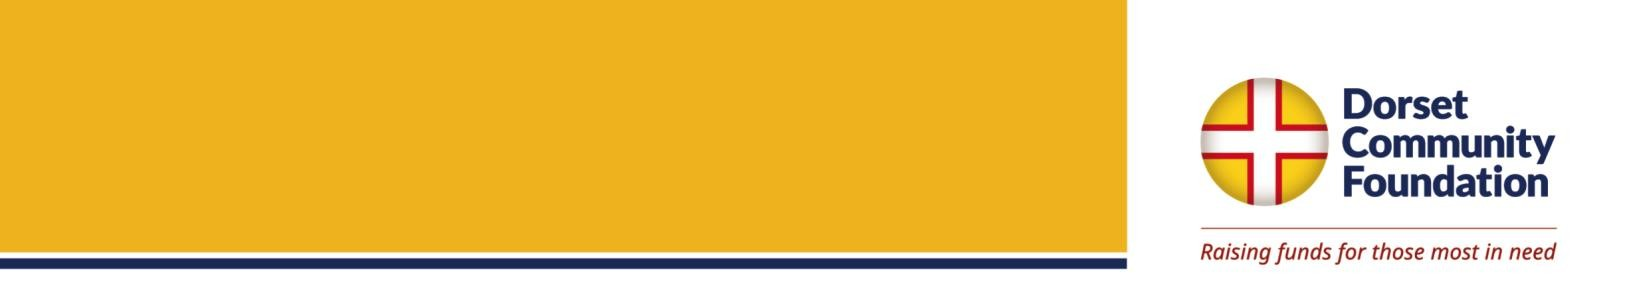 Dorset
Community
Foundation
Raising funds for those most in need